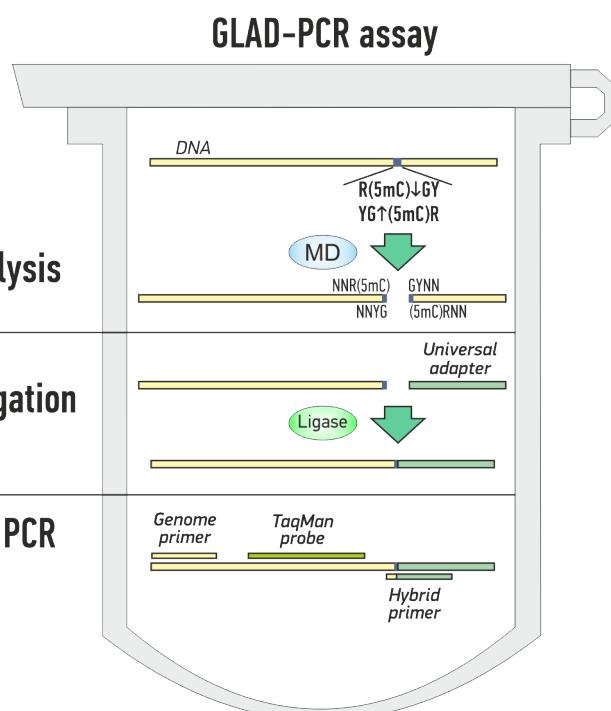 GLAD-PCR assay
DNA
R(5mC)↓GY
YG↑(5mC)R
MD
lysis
NNR(5mC) GYNN
NNYG (5mC)RNN
Universal
adapter
gation
Ligase
PCR
Genome
primer
TaqMan
probe
Hybrid
primer